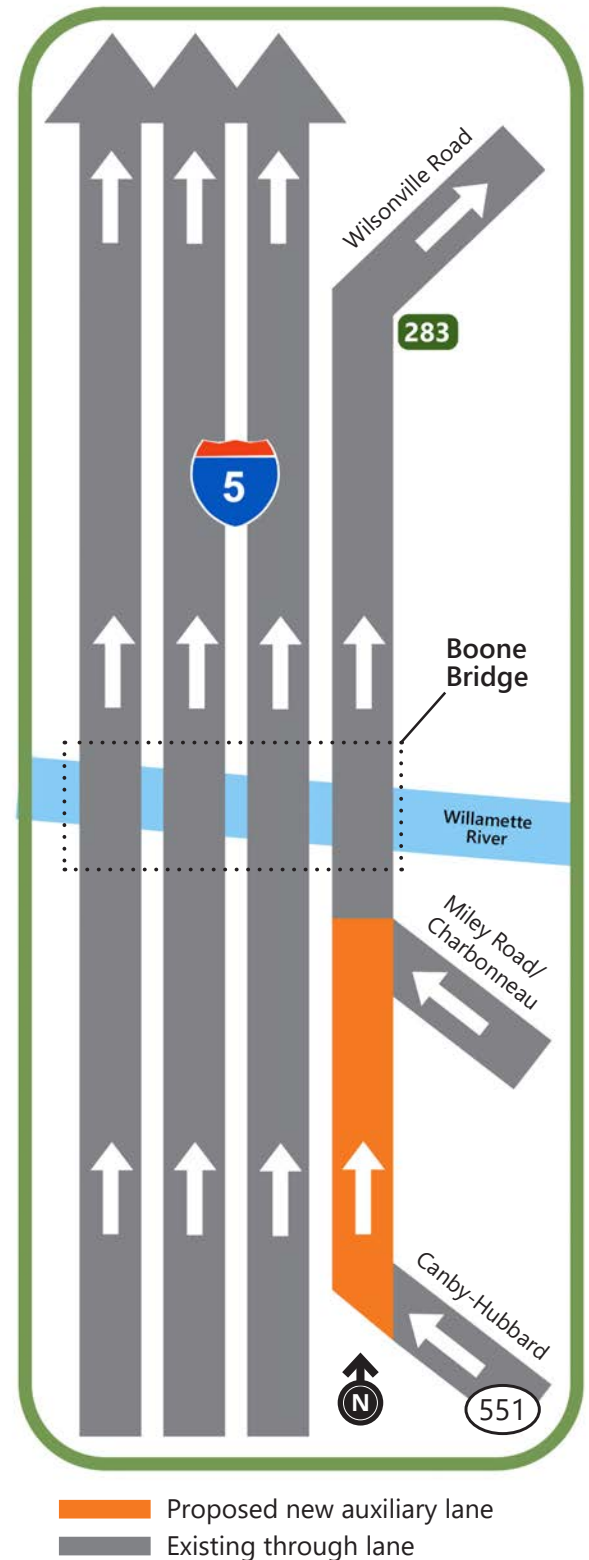 Wilsonville Road
283
5
Boone
Bridge
Willamette
River
Miley Road/
Charbonneau
Canby-Hubbard
N
551
Proposed new auxiliary lane
Existing through lane